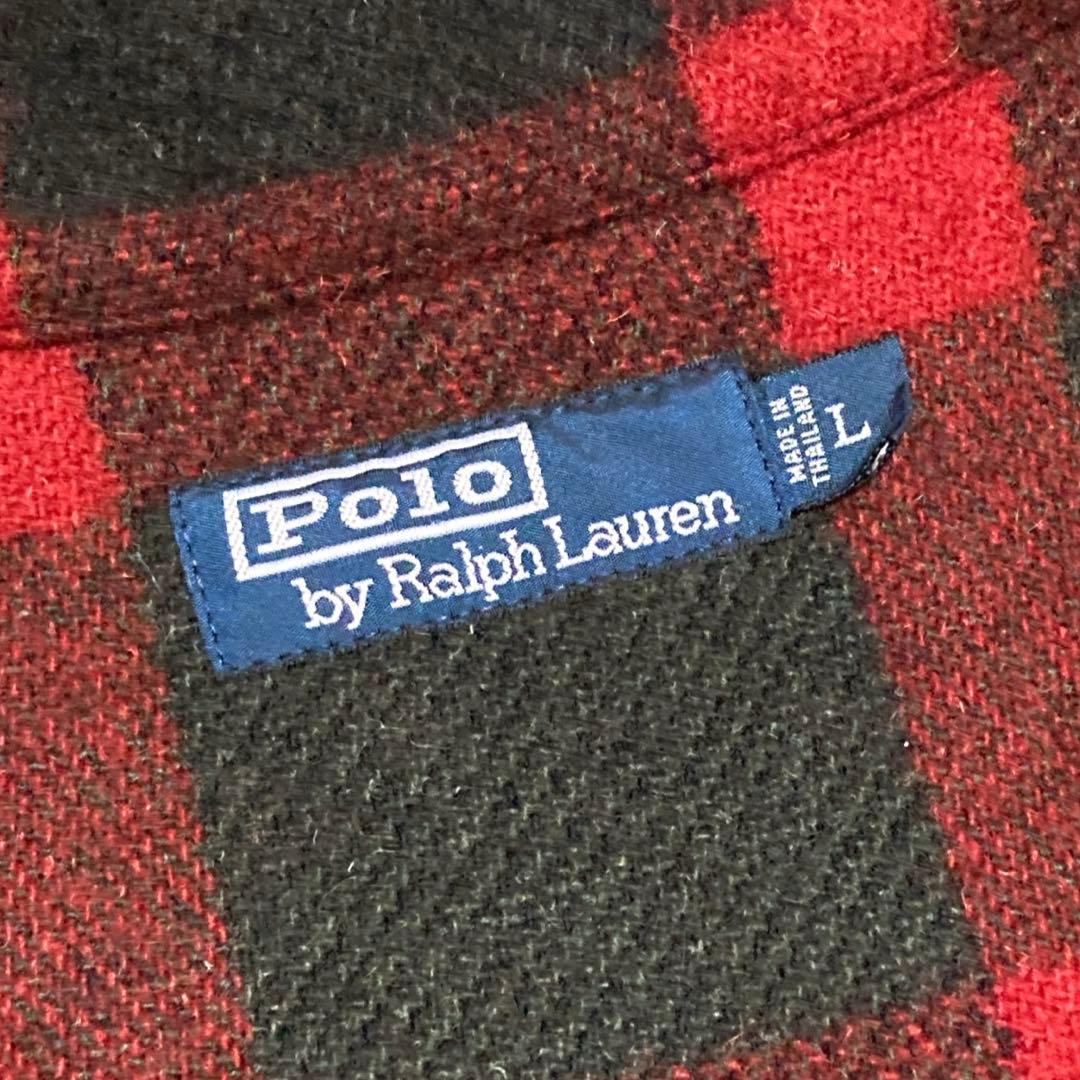 Polo
by Ralph Lauren
MADE IN
THAILAND
L